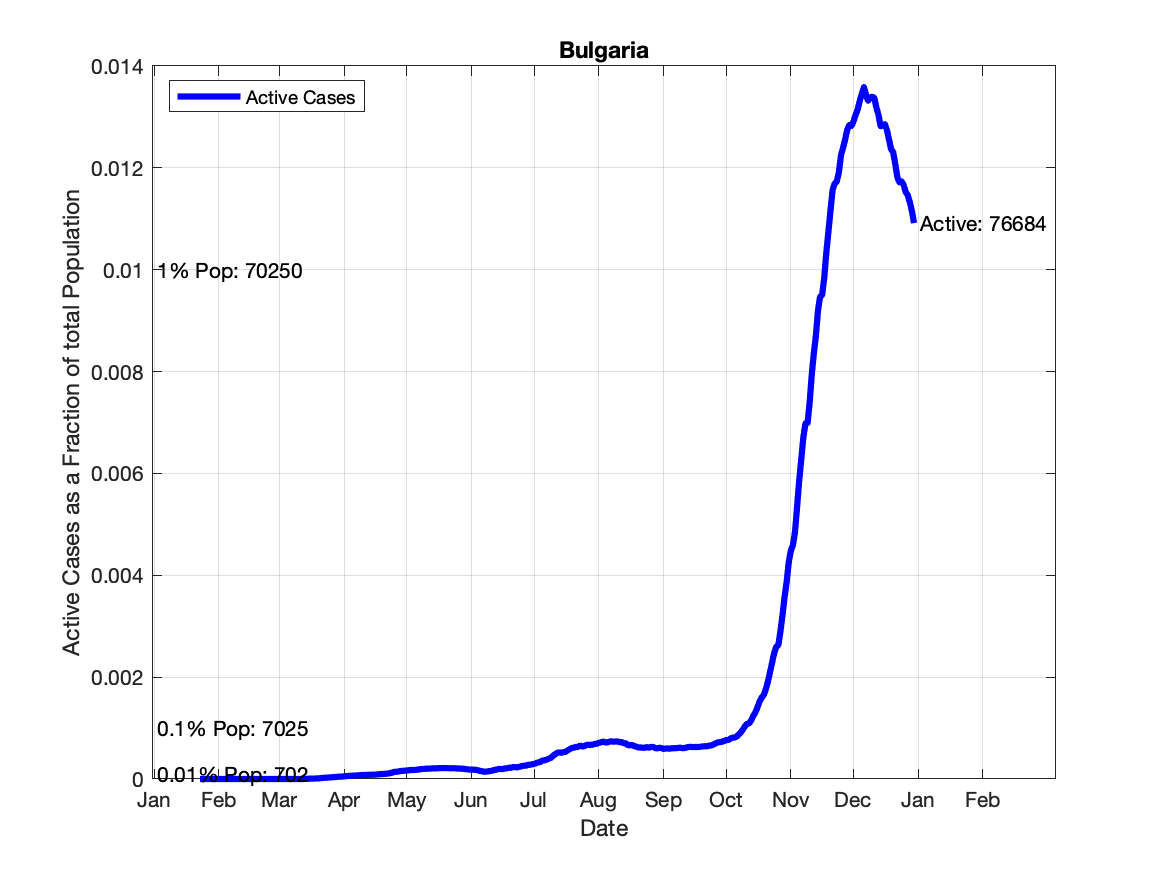 Bulgaria
0.014
Active Cases
0.012
Active: 76684
0.01
1% Pop: 70250
0.008
0.006
0.004
0.002
0.1% Pop: 7025
0
0.01% Pop: 702
Jan Feb Mar Apr May Jun Jul Aug Sep Oct Nov Dec Jan Feb
Date
Active Cases as a Fraction of total Population